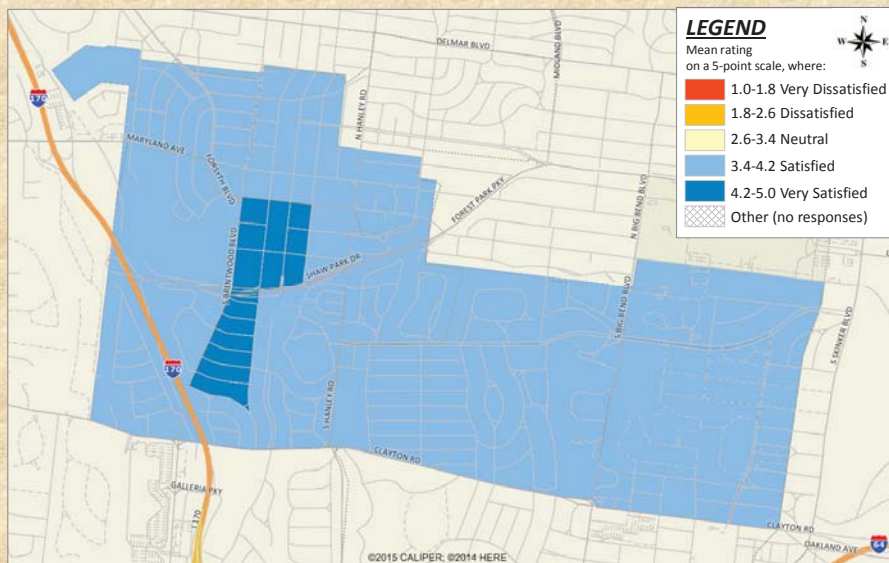 DELMAR BLVD
MIDLAND BLVD
N HANLEY RD
170
MARYLAND AVE
FORSYTH BLVD
FOREST PARK PKY
N BIG BEND BLVD
S BRENTWOOD BLVD
SHAW PARK DR
S BIG BEND BLVD
S SKINKER BLVD
170
S HANLEY RD
CLAYTON RD
GALLERIA PKY
I 170
CLAYTON RD
OAKLAND AVE
64
©2015 CALIPER; ©2014 HERE
LEGEND
N
W E
S
Mean rating
on a 5-point scale, where:
1.0-1.8 Very Dissatisfied
1.8-2.6 Dissatisfied
2.6-3.4 Neutral
3.4-4.2 Satisfied
4.2-5.0 Very Satisfied
Other (no responses)